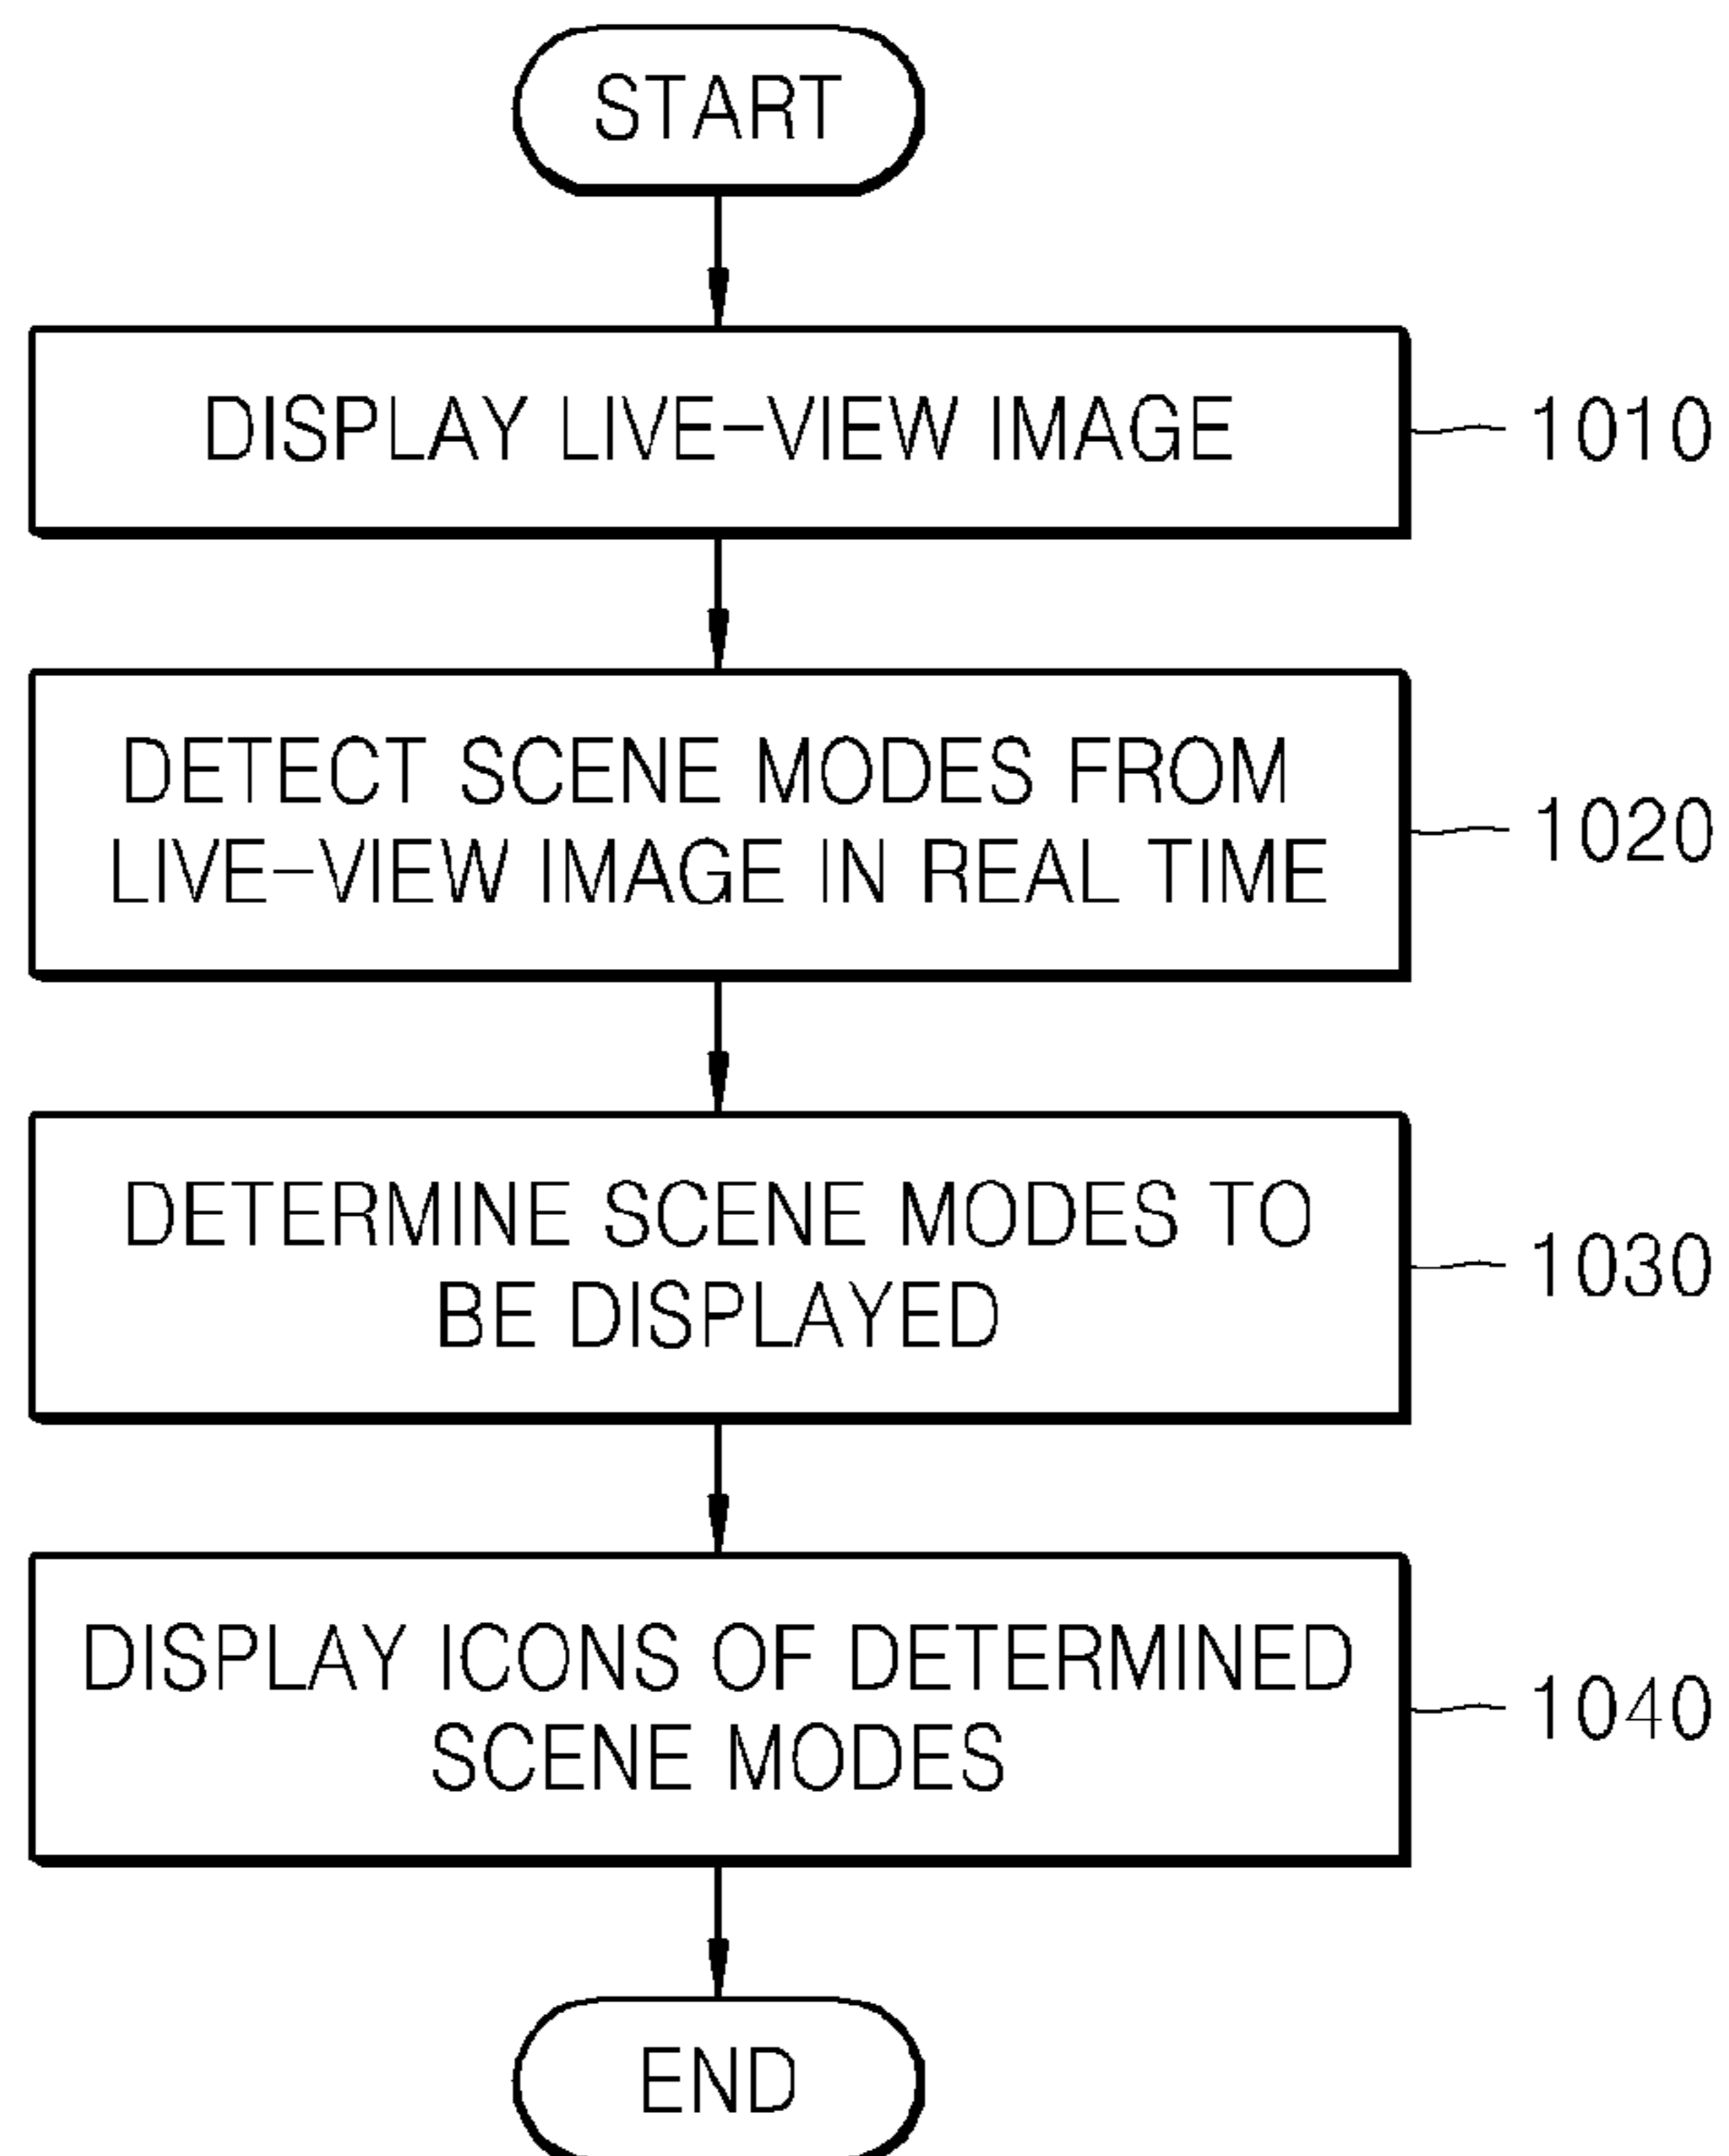 START
DISPLAY LIVE-VIEW IMAGE
1010
DETECT SCENE MODES FROM
LIVE-VIEW IMAGE IN REAL TIME
1020
DETERMINE SCENE MODES TO
BE DISPLAYED
1030
DISPLAY ICONS OF DETERMINED
SCENE MODES
1040
END